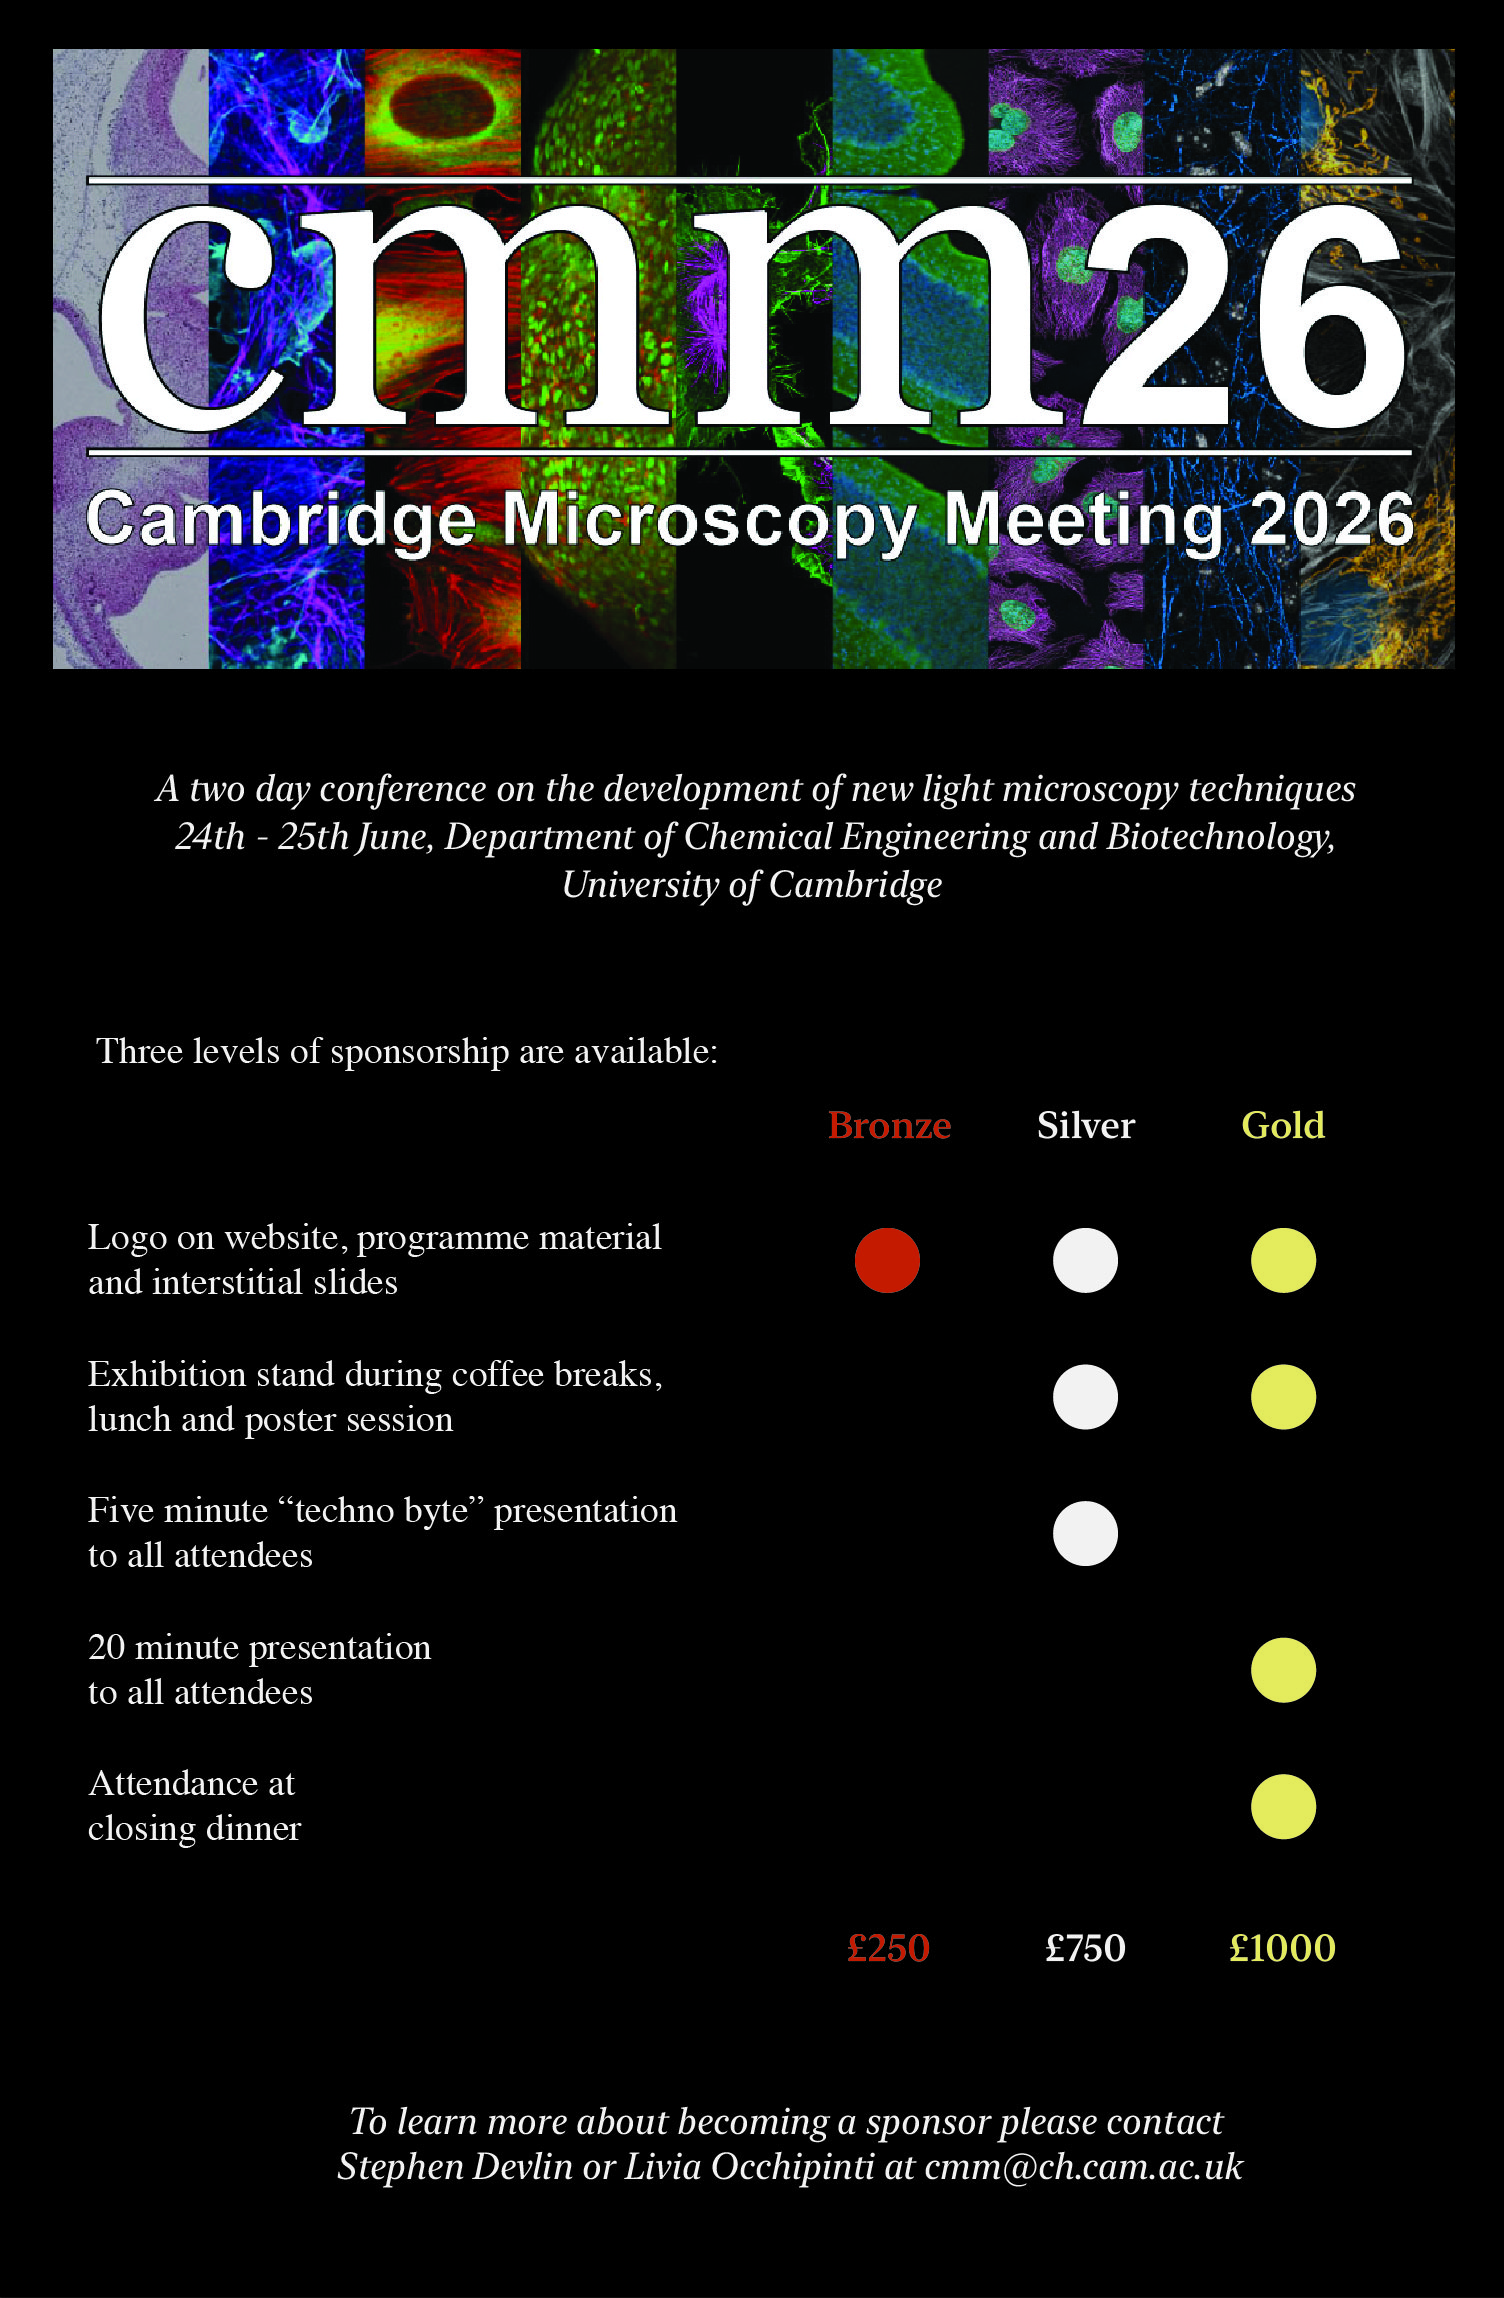 cmm26
Cambridge Microscopy Meeting 2026
A two day conference on the development of new light microscopy techniques
24th - 25th June, Department of Chemical Engineering and Biotechnology,
University of Cambridge
Three levels of sponsorship are available:
Bronze Silver Gold
Logo on website, programme material
and interstitial slides
Exhibition stand during coffee breaks,
lunch and poster session
Five minute “techno byte” presentation
to all attendees
20 minute presentation
to all attendees
Attendance at
closing dinner
£250 £750 £1000
To learn more about becoming a sponsor please contact
Stephen Devlin or Livia Occhipinti at cmm@ch.cam.ac.uk